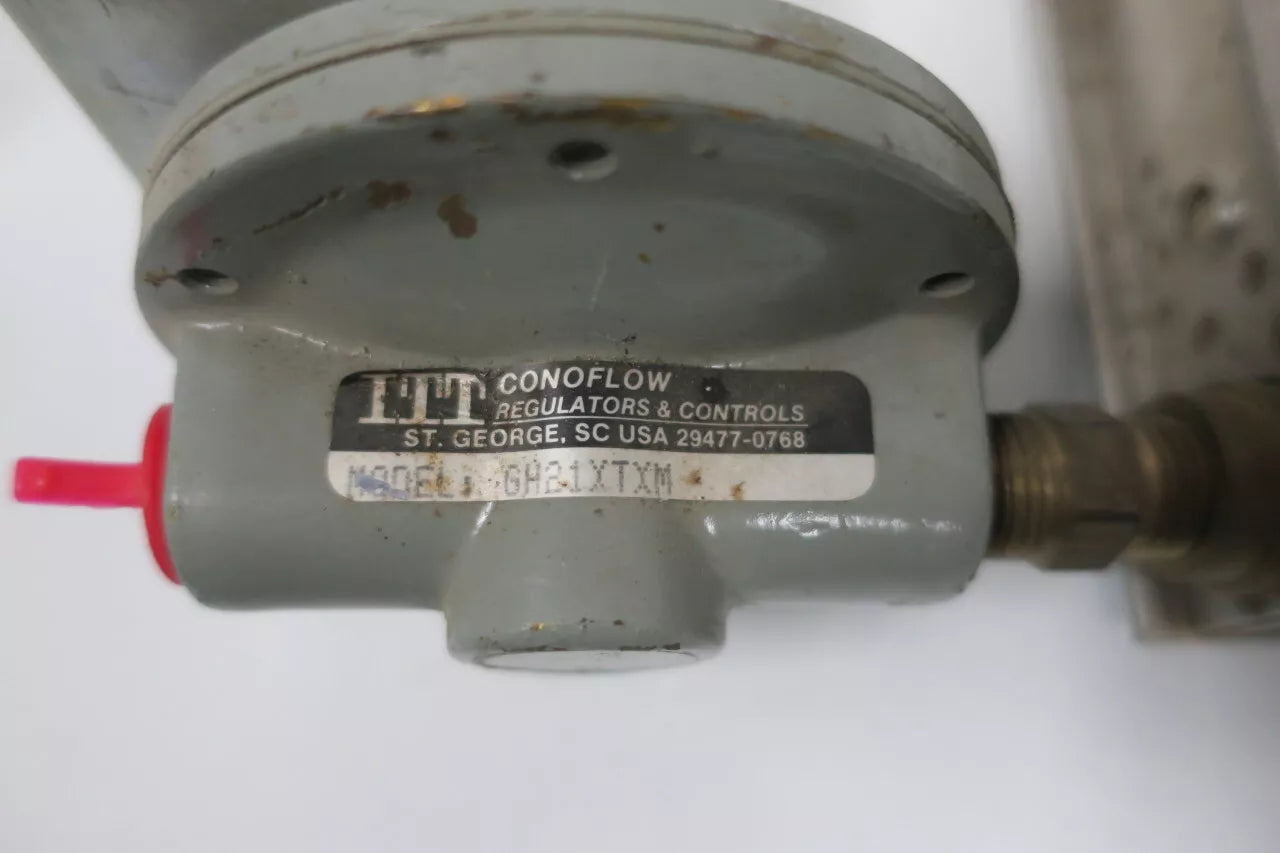 ITT CONOFLOW
REGULATORS & CONTROLS
ST. GEORGE, SC USA 29477-0768
MODEL: GH21XTXM